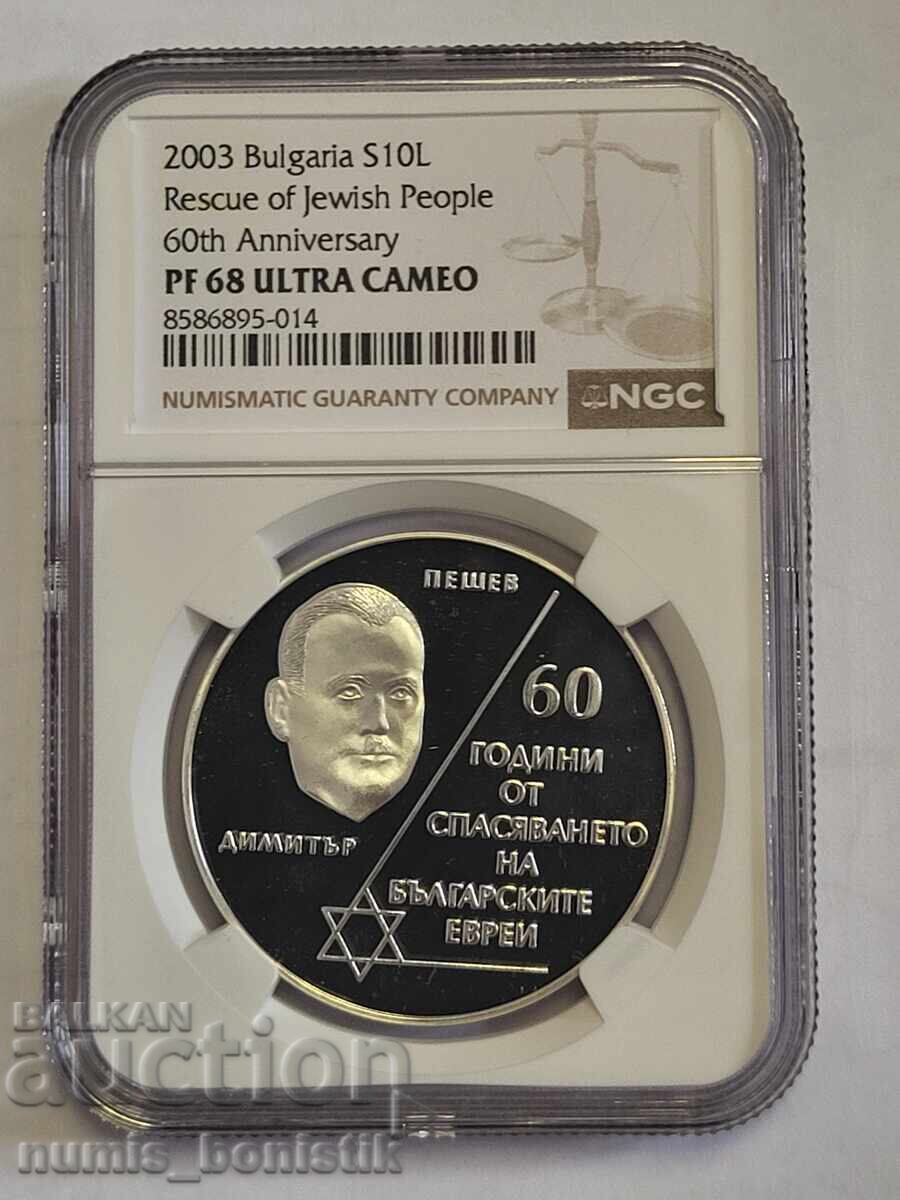 2003 Bulgaria S10L
Rescue of Jewish People
60th Anniversary
PF 68 ULTRA CAMEO
8586895-014
NUMISMATIC GUARANTY COMPANY
NGC
ПЕШЕВ
ДИМИТЪР
60
ГОДИНИ
ОТ
СПАСЯВАНЕТО
НА
БЪЛГАРСКИТЕ
ЕВРЕИ
BALKAN
auction
numis_bonistik